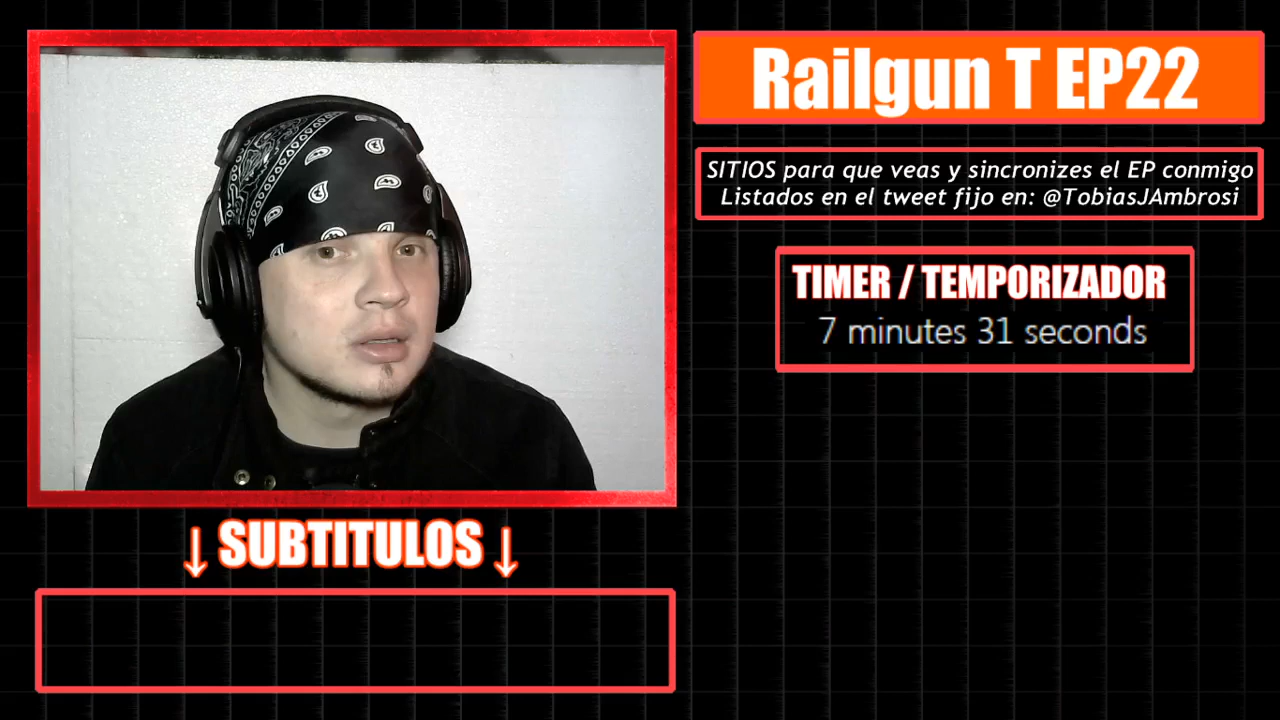 Railgun T EP22
SITIOS para que veas y sincronizes el EP conmigo
Listados en el tweet fijo en: @TobiasJAmbrosi
TIMER / TEMPORIZADOR
7 minutes 31 seconds
↓ SUBTITULOS ↓